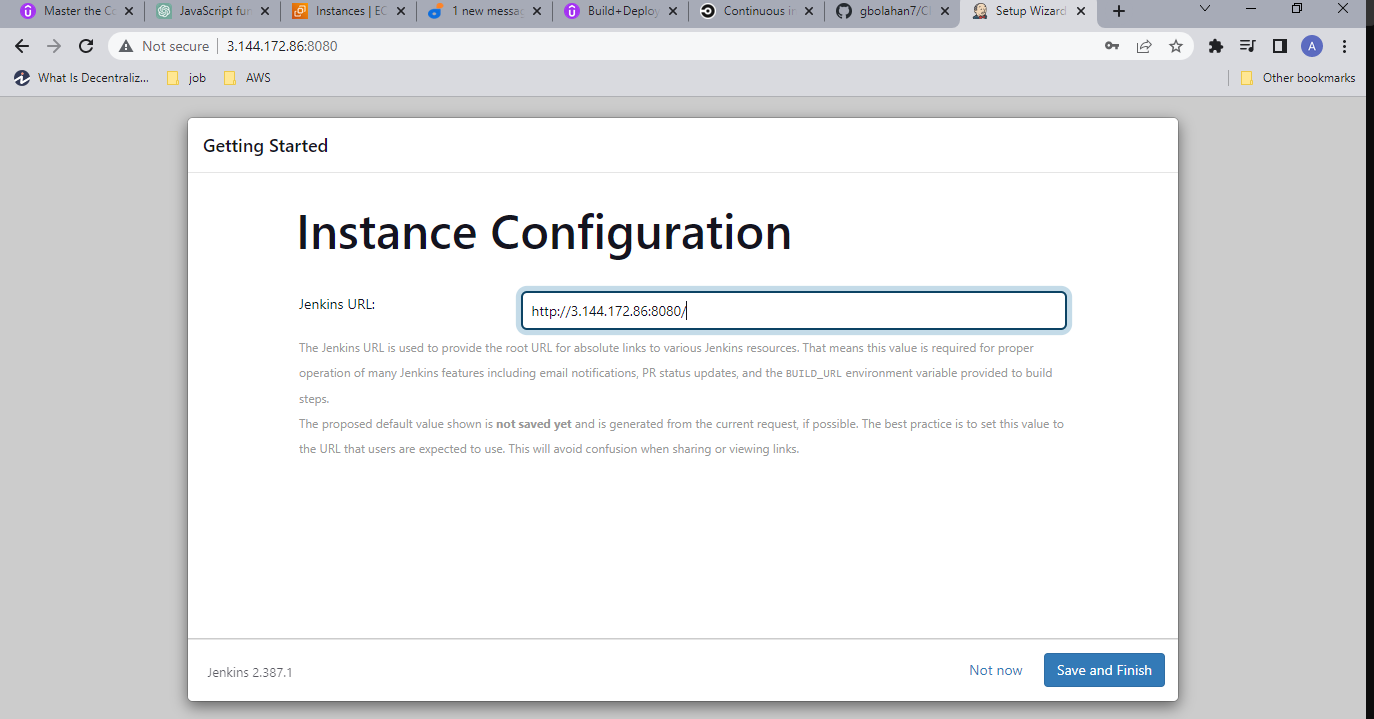 Master the Co
JavaScript fun
Instances | EC
1 new messag
Build+Deploy
Continuous in
gbolahan7/CI
Setup Wizard
Not secure
3.144.172.86:8080
A
What Is Decentraliz...
job
AWS
Other bookmarks
Getting Started
Instance Configuration
Jenkins URL:
http://3.144.172.86:8080/
The Jenkins URL is used to provide the root URL for absolute links to various Jenkins resources. That means this value is required for proper
operation of many Jenkins features including email notifications, PR status updates, and the BUILD_URL environment variable provided to build
steps.
The proposed default value shown is not saved yet and is generated from the current request, if possible. The best practice is to set this value to
the URL that users are expected to use. This will avoid confusion when sharing or viewing links.
Jenkins 2.387.1
Not now
Save and Finish